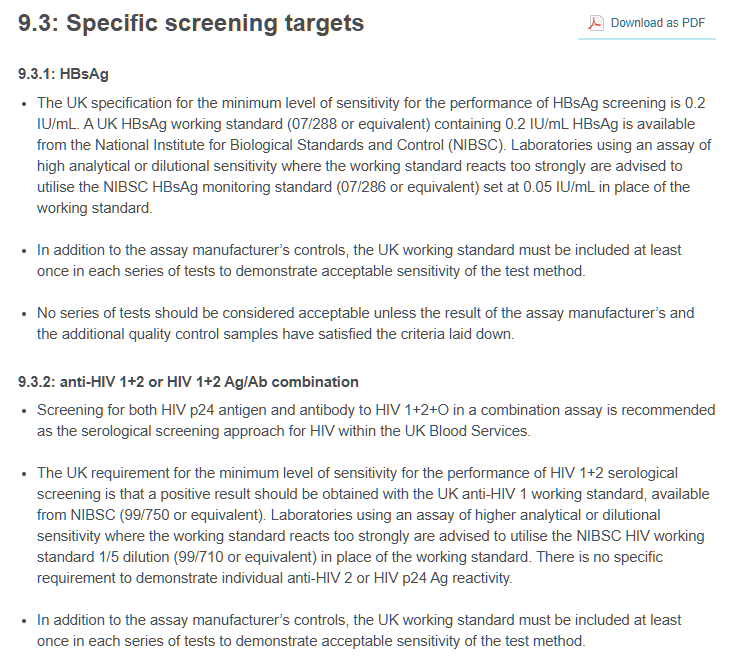 9.3: Specific screening targets
Download as PDF
9.3.1: HBsAg
• The UK specification for the minimum level of sensitivity for the performance of HBsAg screening is 0.2
IU/mL. A UK HBsAg working standard (07/288 or equivalent) containing 0.2 IU/mL HBsAg is available
from the National Institute for Biological Standards and Control (NIBSC). Laboratories using an assay of
high analytical or dilutional sensitivity where the working standard reacts too strongly are advised to
utilise the NIBSC HBsAg monitoring standard (07/286 or equivalent) set at 0.05 IU/mL in place of the
working standard.
• In addition to the assay manufacturer's controls, the UK working standard must be included at least
once in each series of tests to demonstrate acceptable sensitivity of the test method.
• No series of tests should be considered acceptable unless the result of the assay manufacturer's and
the additional quality control samples have satisfied the criteria laid down.
9.3.2: anti-HIV 1+2 or HIV 1+2 Ag/Ab combination
• Screening for both HIV p24 antigen and antibody to HIV 1+2+O in a combination assay is recommended
as the serological screening approach for HIV within the UK Blood Services.
• The UK requirement for the minimum level of sensitivity for the performance of HIV 1+2 serological
screening is that a positive result should be obtained with the UK anti-HIV 1 working standard, available
from NIBSC (99/750 or equivalent). Laboratories using an assay of higher analytical or dilutional
sensitivity where the working standard reacts too strongly are advised to utilise the NIBSC HIV working
standard 1/5 dilution (99/710 or equivalent) in place of the working standard. There is no specific
requirement to demonstrate individual anti-HIV 2 or HIV p24 Ag reactivity.
• In addition to the assay manufacturer's controls, the UK working standard must be included at least
once in each series of tests to demonstrate acceptable sensitivity of the test method.